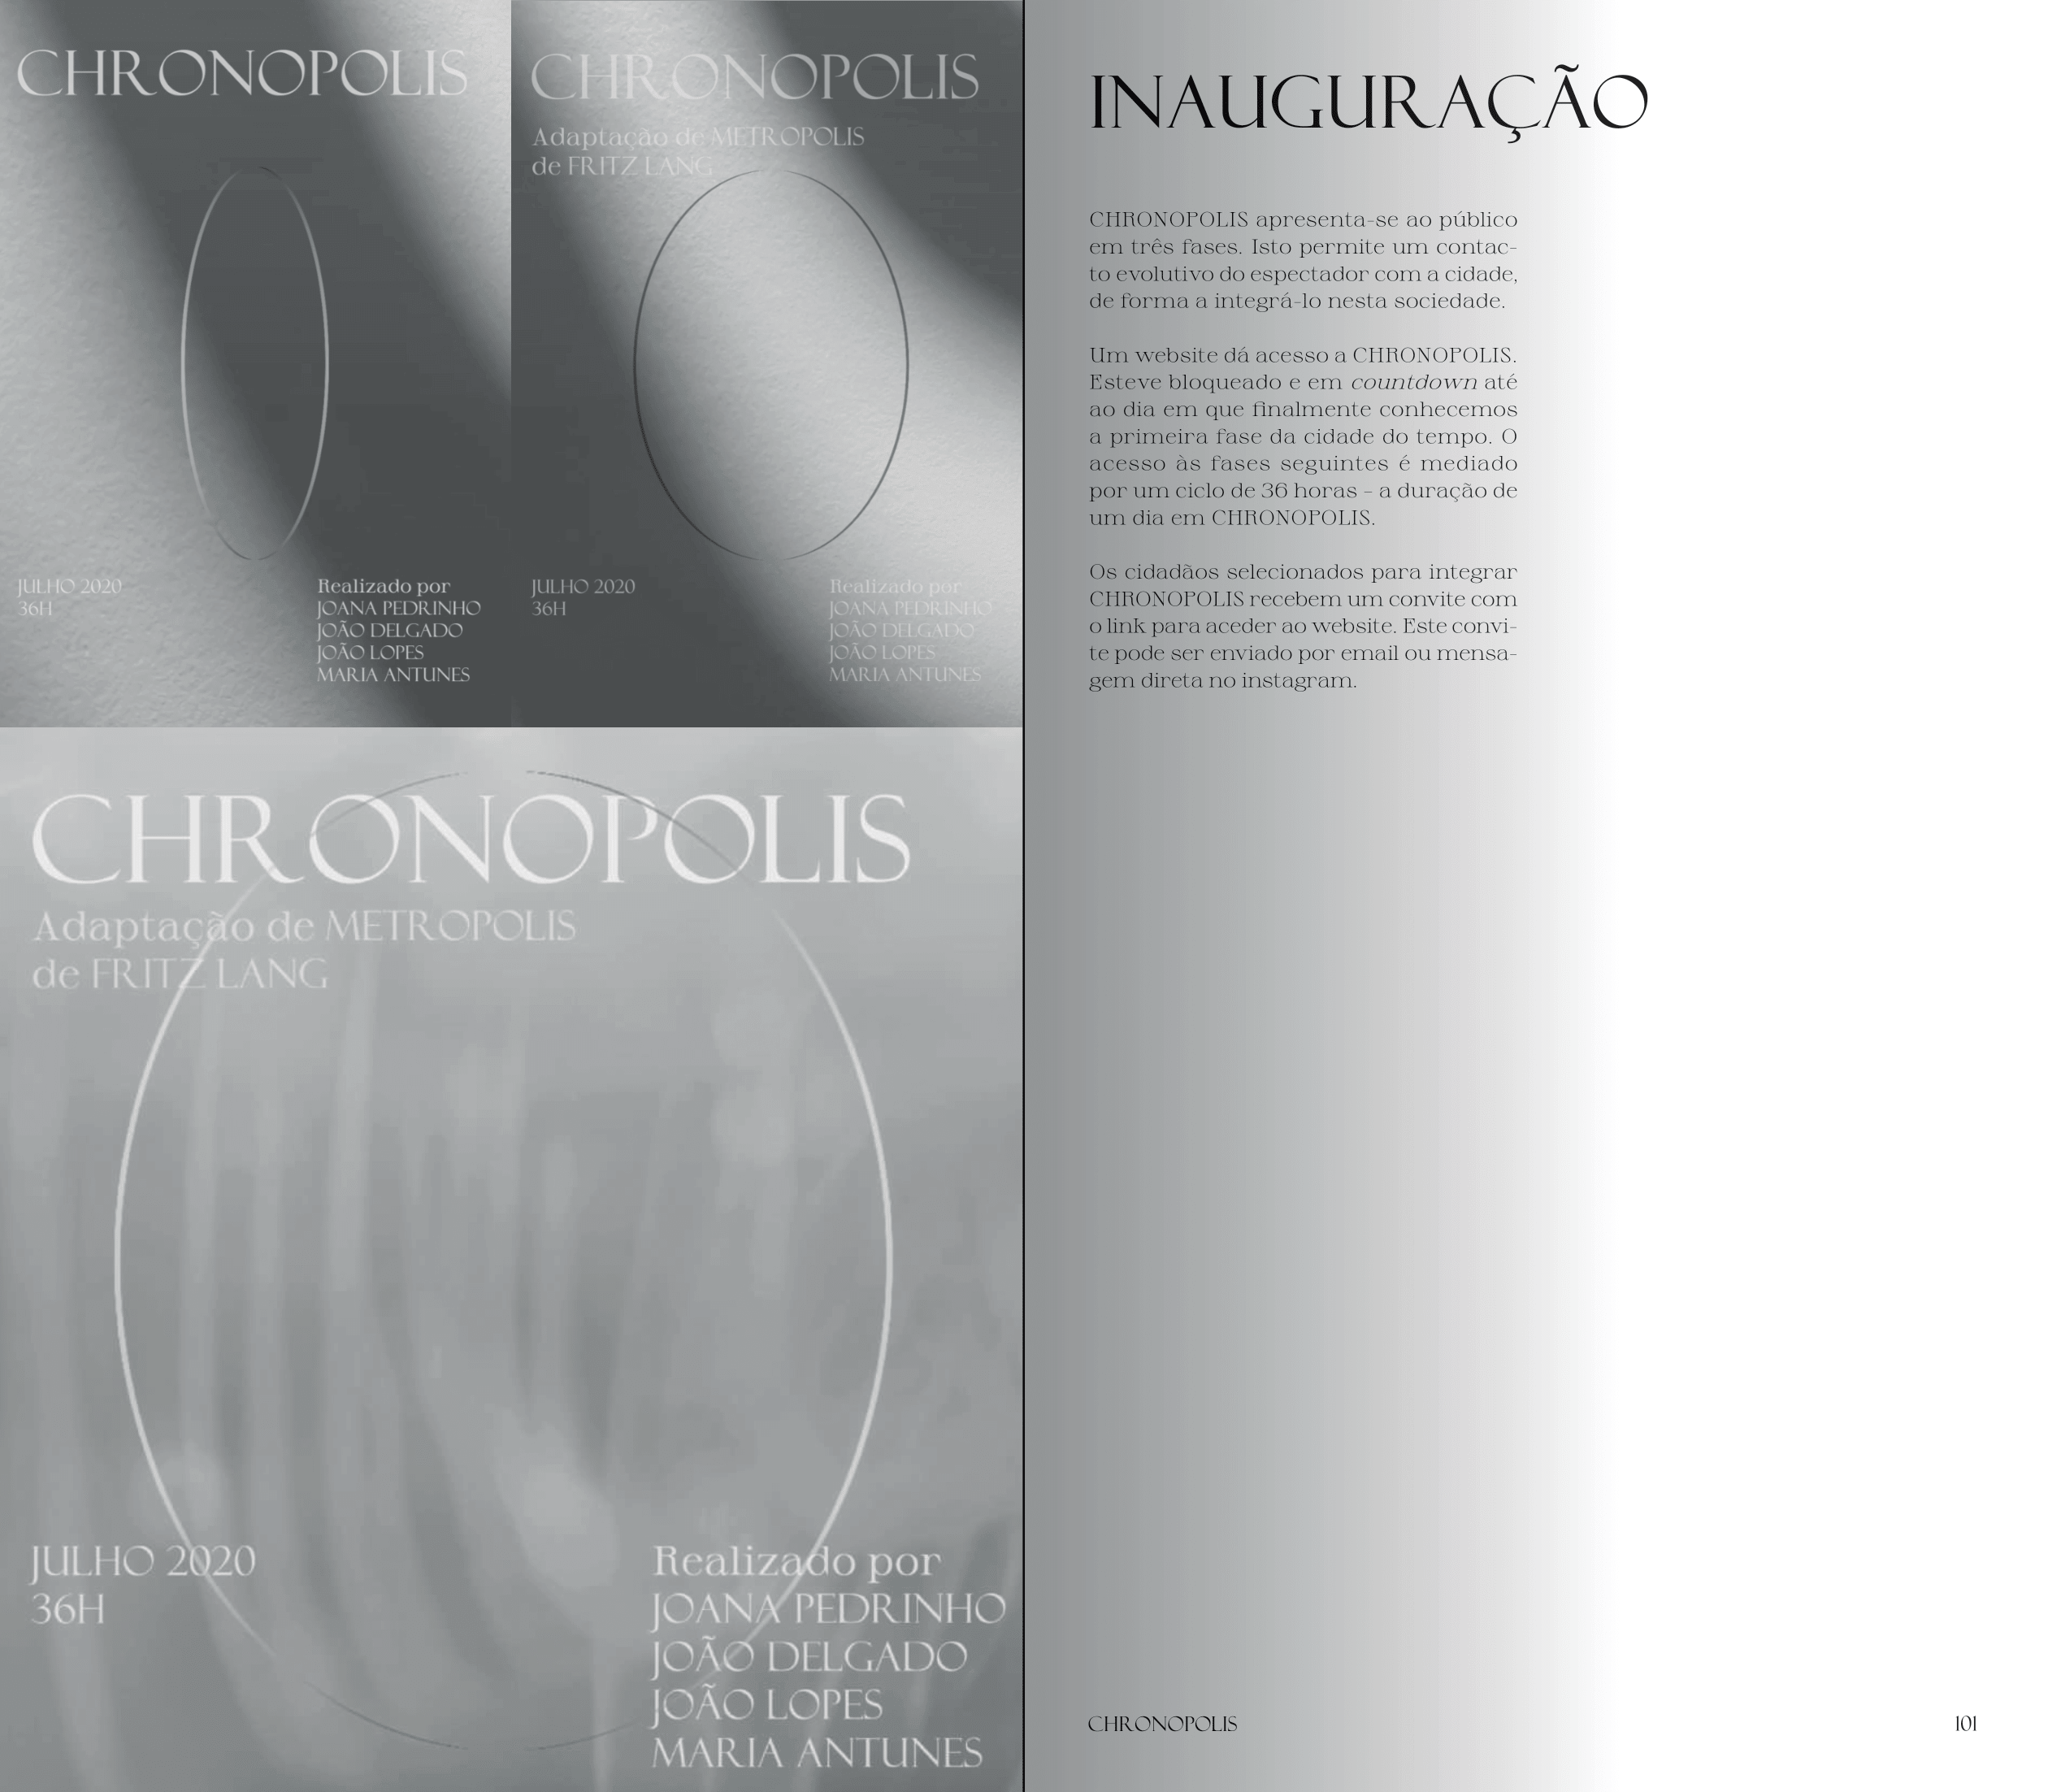 CHRONOPOLIS
JULHO 2020
36H
Realizado por
JOANA PEDRINHO
JOÃO DELGADO
JOÃO LOPES
MARIA ANTUNES
CHRONOPOLIS
Adaptação de METROPOLIS
de FRITZ LANG
JULHO 2020
36H
Realizado por
JOANA PEDRINHO
JOÃO DELGADO
JOÃO LOPES
MARIA ANTUNES
CHRONOPOLIS
Adaptação de METROPOLIS
de FRITZ LANG
JULHO 2020
36H
Realizado por
JOANA PEDRINHO
JOÃO DELGADO
JOÃO LOPES
MARIA ANTUNES
INAUGURAÇÃO
CHRONOPOLIS apresenta-se ao público
em três fases. Isto permite um contac-
to evolutivo do espectador com a cidade,
de forma a integrá-lo nesta sociedade.
Um website dá acesso a CHRONOPOLIS.
Esteve bloqueado e em countdown até
ao dia em que finalmente conhecemos
a primeira fase da cidade do tempo. O
acesso às fases seguintes é mediado
por um ciclo de 36 horas - a duração de
um dia em CHRONOPOLIS.
Os cidadãos selecionados para integrar
CHRONOPOLIS recebem um convite com
o link para aceder ao website. Este convi-
te pode ser enviado por email ou mensa-
gem direta no instagram.
CHRONOPOLIS
101